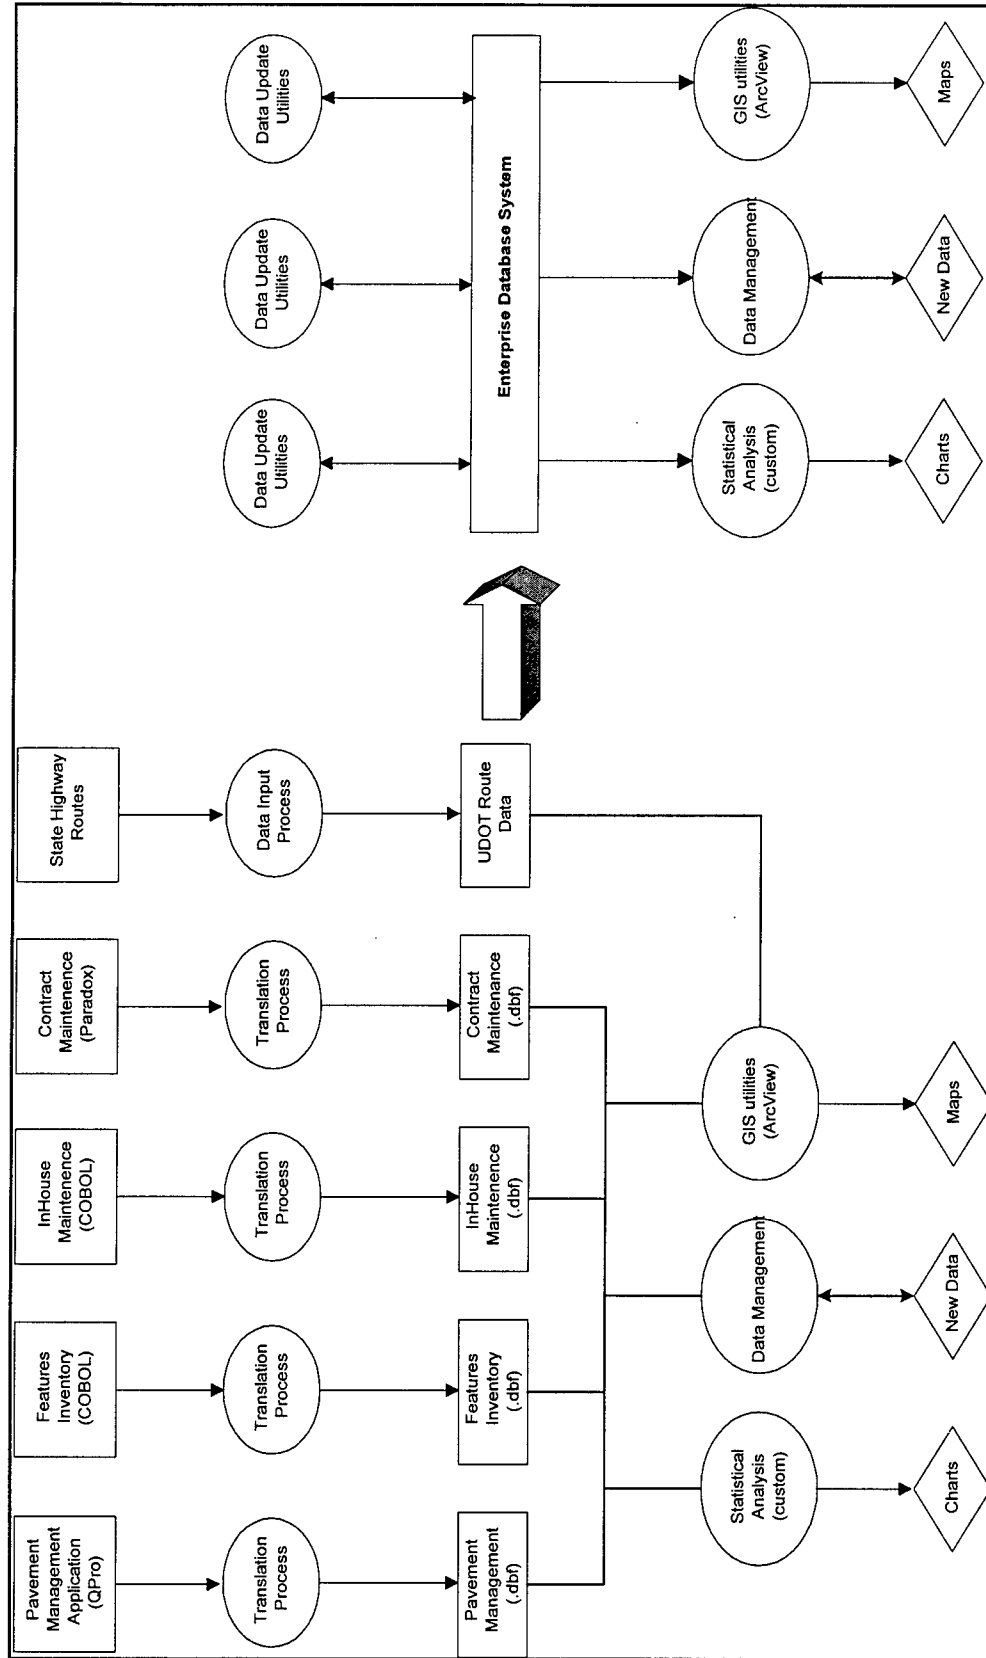 Pavement
Management
Application
(QPro)
Features
Inventory
(COBOL)
InHouse
Maintenence
(COBOL)
Contract
Maintenence
(Paradox)
State Highway
Routes
Translation
Process
Translation
Process
Translation
Process
Translation
Process
Data Input
Process
Pavement
Management
(.dbf)
Features
Inventory
(.dbf)
InHouse
Maintenence
(.dbf)
Contract
Maintenance
(.dbf)
UDOT Route
Data
Statistical
Analysis
(custom)
Data Management
GIS utilities
(ArcView)
Charts
New Data
Maps
Data Update
Utilities
Data Update
Utilities
Data Update
Utilities
Enterprise Database System
Statistical
Analysis
(custom)
Data Management
GIS utilities
(ArcView)
Charts
New Data
Maps